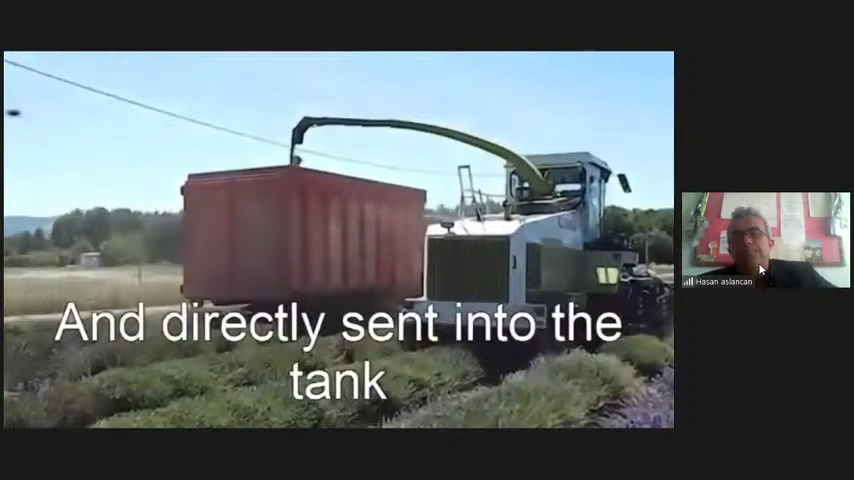 And directly sent into the
tank
Hasan aslancan